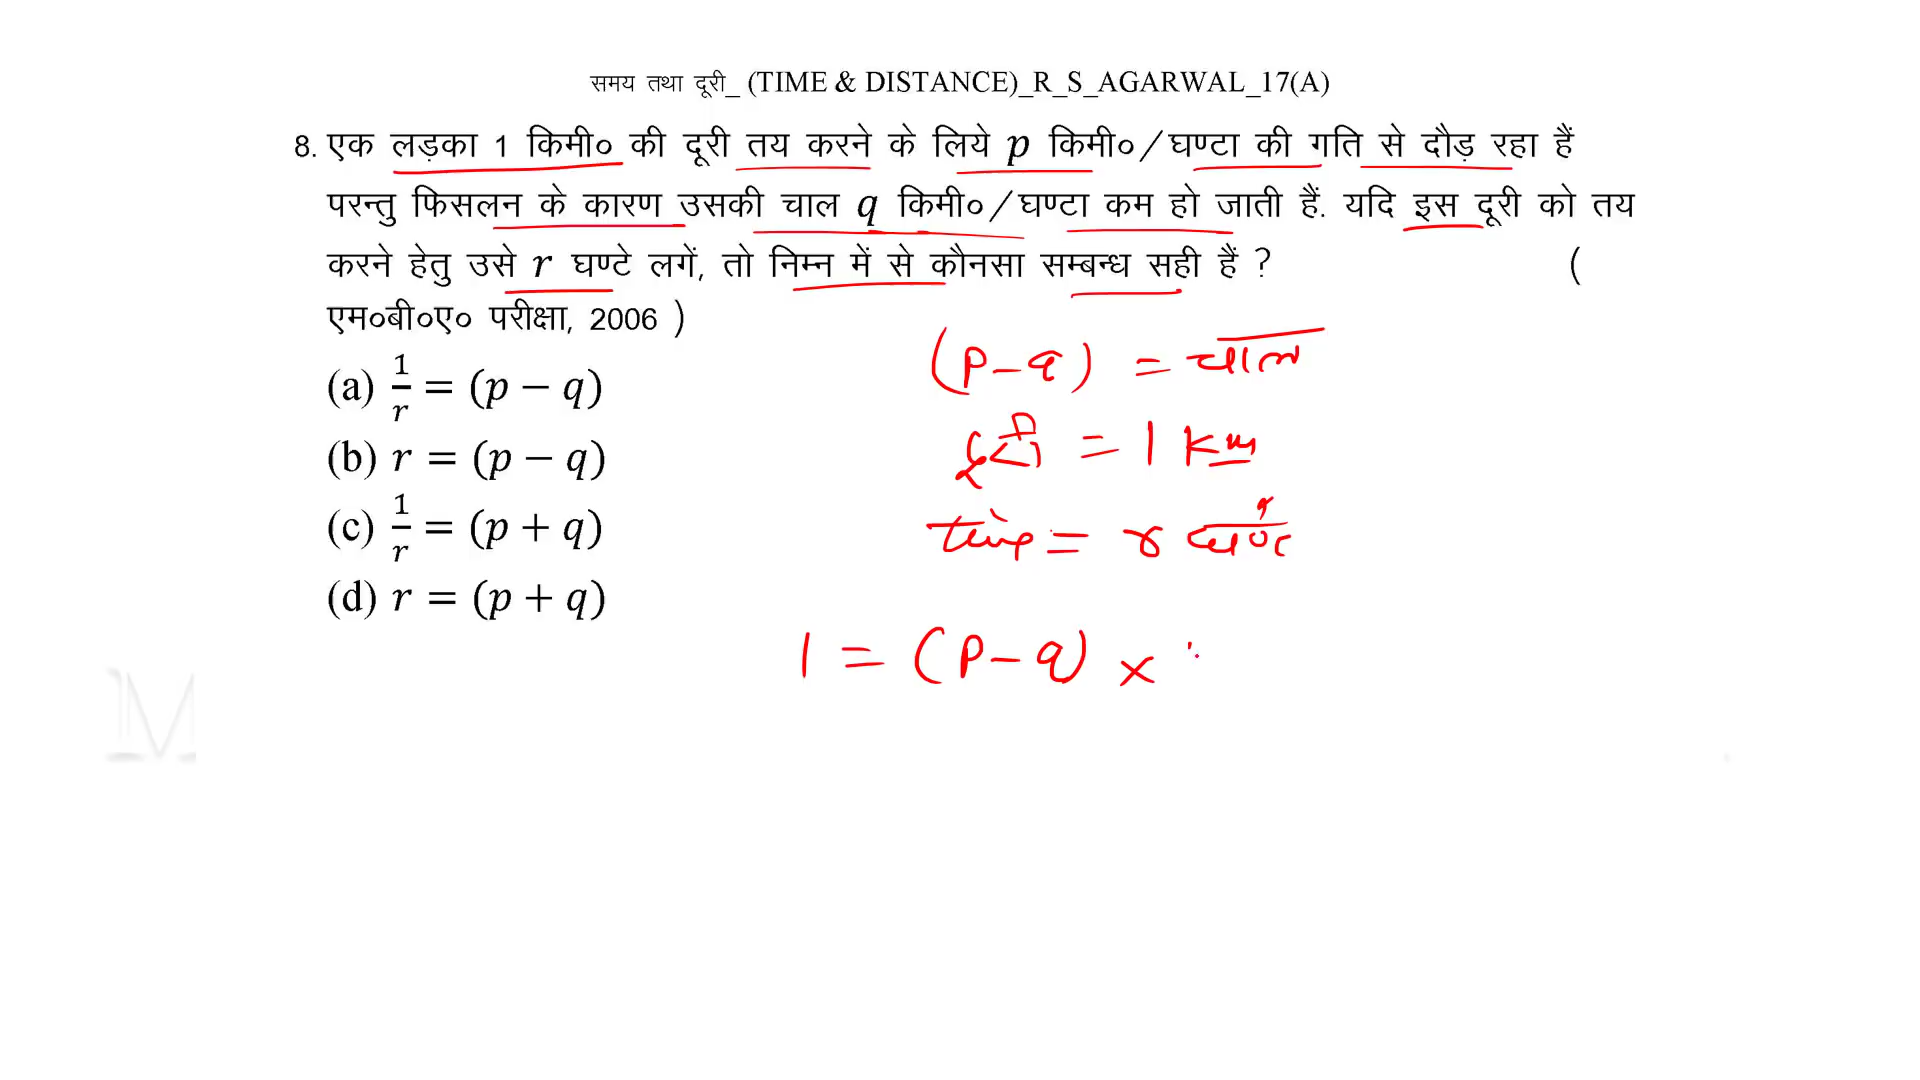 समय तथा दूरी_ (TIME & DISTANCE)_R_S_AGARWAL_17(A)
8. एक लड़का 1 किमी० की दूरी तय करने के लिये p किमी०/घण्टा की गति से दौड़ रहा हैं
परन्तु फिसलन के कारण उसकी चाल q किमी०/घण्टा कम हो जाती हैं. यदि इस दूरी को तय
करने हेतु उसे r घण्टे लगें, तो निम्न में से कौनसा सम्बन्ध सही हैं ? (
एम०बी०ए० परीक्षा, 2006 )
(a) 1/r = (p − q)
(b) r = (p − q)
(c) 1/r = (p + q)
(d) r = (p + q)
(P-q) = चाल
दूरी = 1 km
time = r घण्टे
1 = (P-q) ×
M